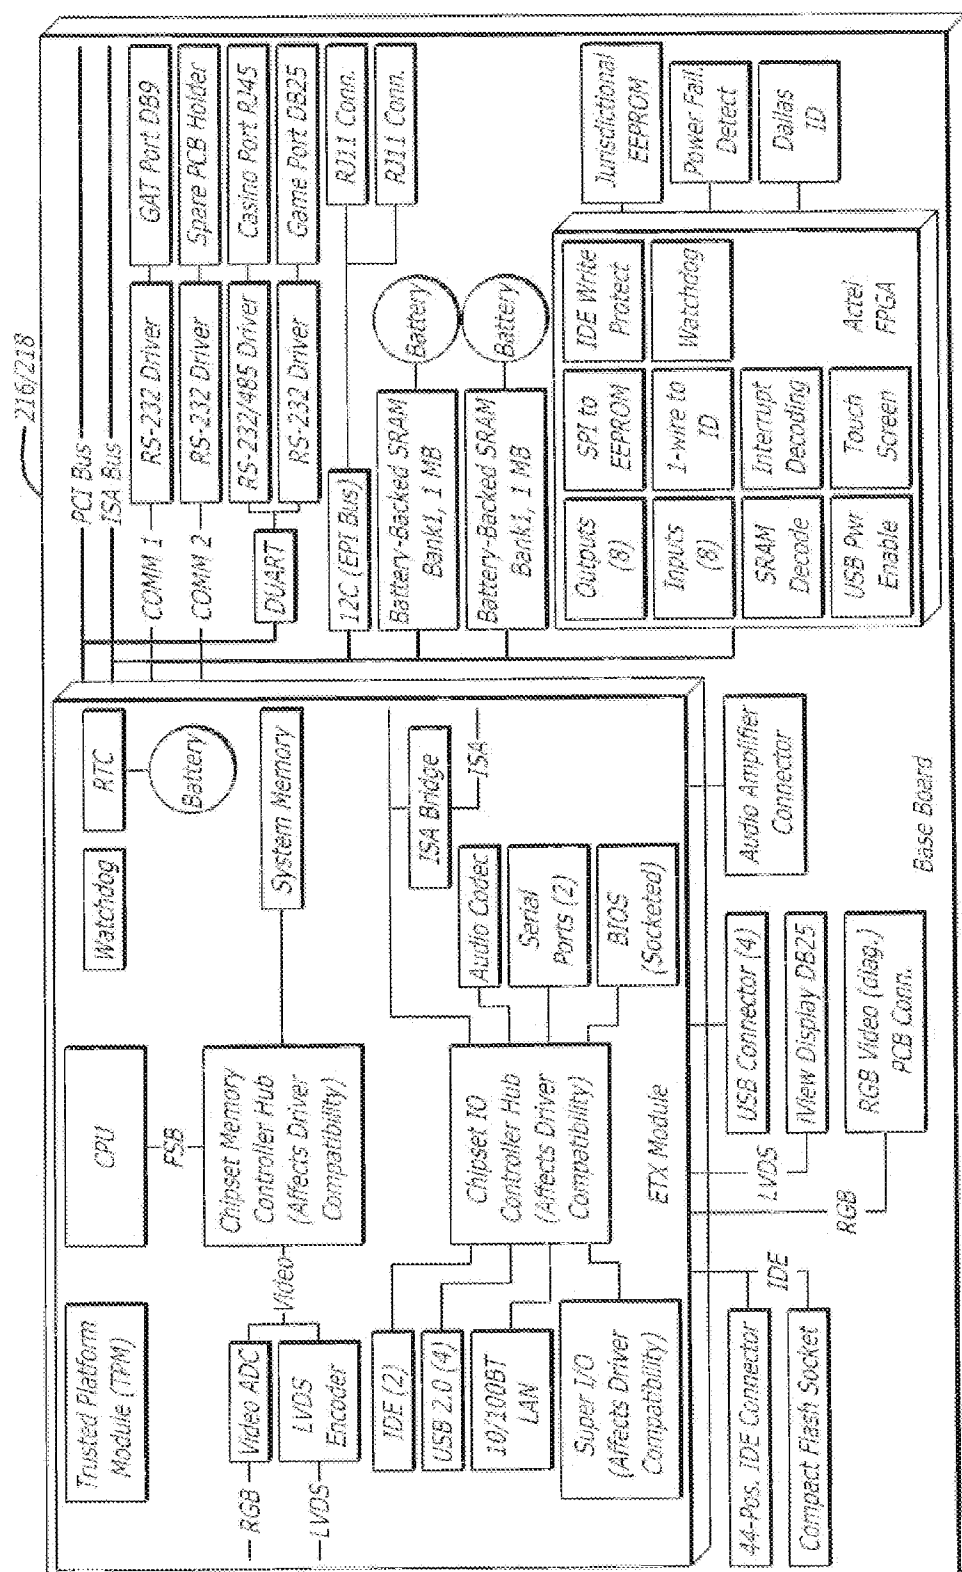 216/218
Trusted Platform
Module (TPM)
CPU
Watchdog
RTC
Battery
FSB
RGB
Video ADC
LVDS
LVDS
Encoder
Video
Chipset Memory
Controller Hub
(Affects Driver
Compatibility)
System Memory
IDE (2)
USB 2.0 (4)
10/100BT
LAN
Super I/O
(Affects Driver
Compatibility)
Chipset IO
Controller Hub
(Affects Driver
Compatibility)
ISA Bridge
ISA
Audio Codec
Serial
Ports (2)
BIOS
(Socketed)
ETX Module
PCI Bus
ISA Bus
COMM 1
RS-232 Driver
GAT Port DB9
COMM 2
RS-232 Driver
Spare PCB Holder
DUART
RS-232/485 Driver
Casino Port RJ45
RS-232 Driver
Game Port DB25
12C (EPI Bus)
RJ11 Conn.
RJ11 Conn.
Battery-Backed SRAM
Bank1, 1 MB
Battery
Battery-Backed SRAM
Bank1, 1 MB
Battery
Outputs
(8)
SPI to
EEPROM
IDE Write
Protect
Inputs
(8)
1-wire to
ID
Watchdog
SRAM
Decode
Interrupt
Decoding
USB Pwr
Enable
Touch
Screen
Actel
FPGA
Jurisdictional
EEPROM
Power Fail.
Detect
Dallas
ID
44-Pos. IDE Connector
Compact Flash Socket
IDE
RGB
LVDS
USB Connector (4)
iView Display DB25
RGB Video (diag.)
PCB Conn.
Audio Amplifier
Connector
Base Board